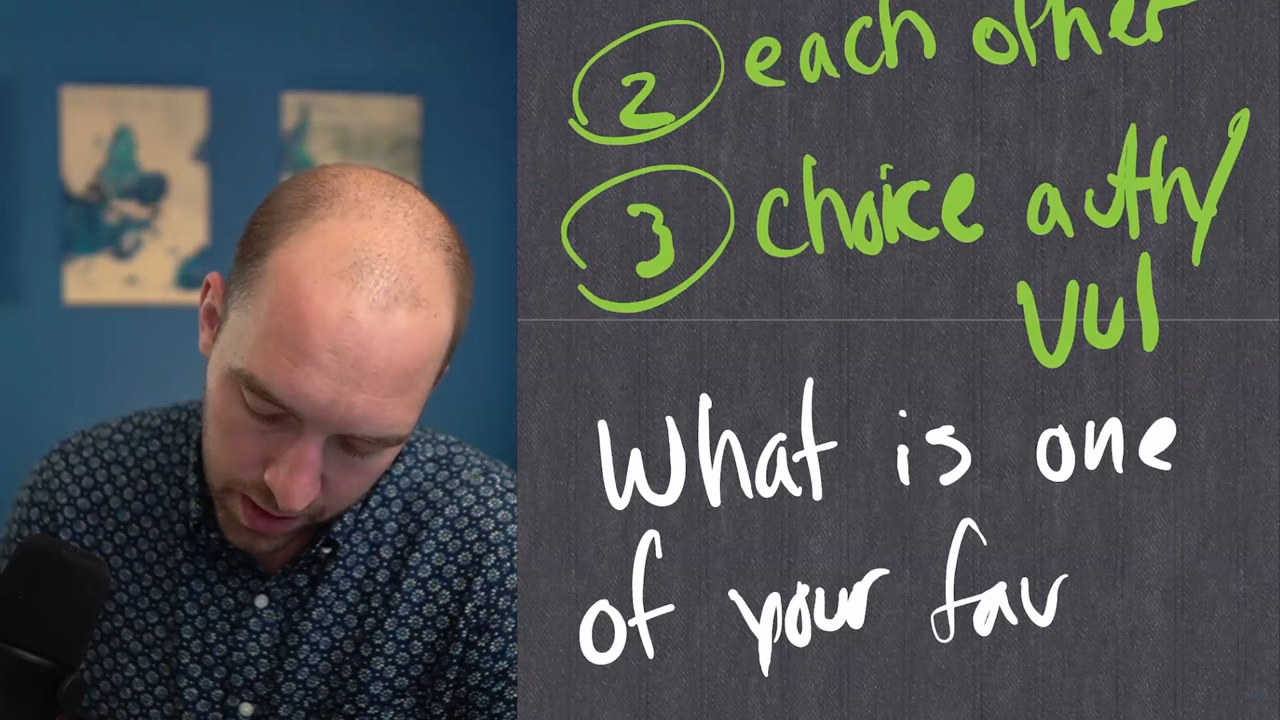 2 each other
3 choice auth/
vul
What is one
of your fav